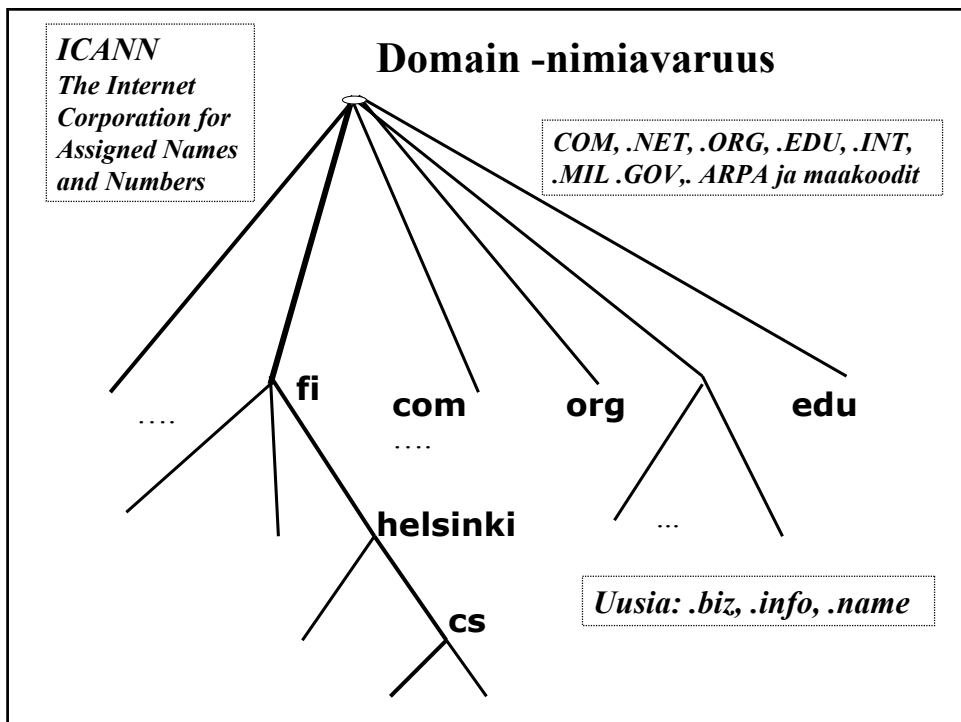 ICANN
The Internet
Corporation for
Assigned Names
and Numbers
Domain -nimiavaruus
COM, .NET, .ORG, .EDU, .INT,
.MIL .GOV,. ARPA ja maakoodit
fi
com
org
edu
....
....
helsinki
...
cs
Uusia: .biz, .info, .name